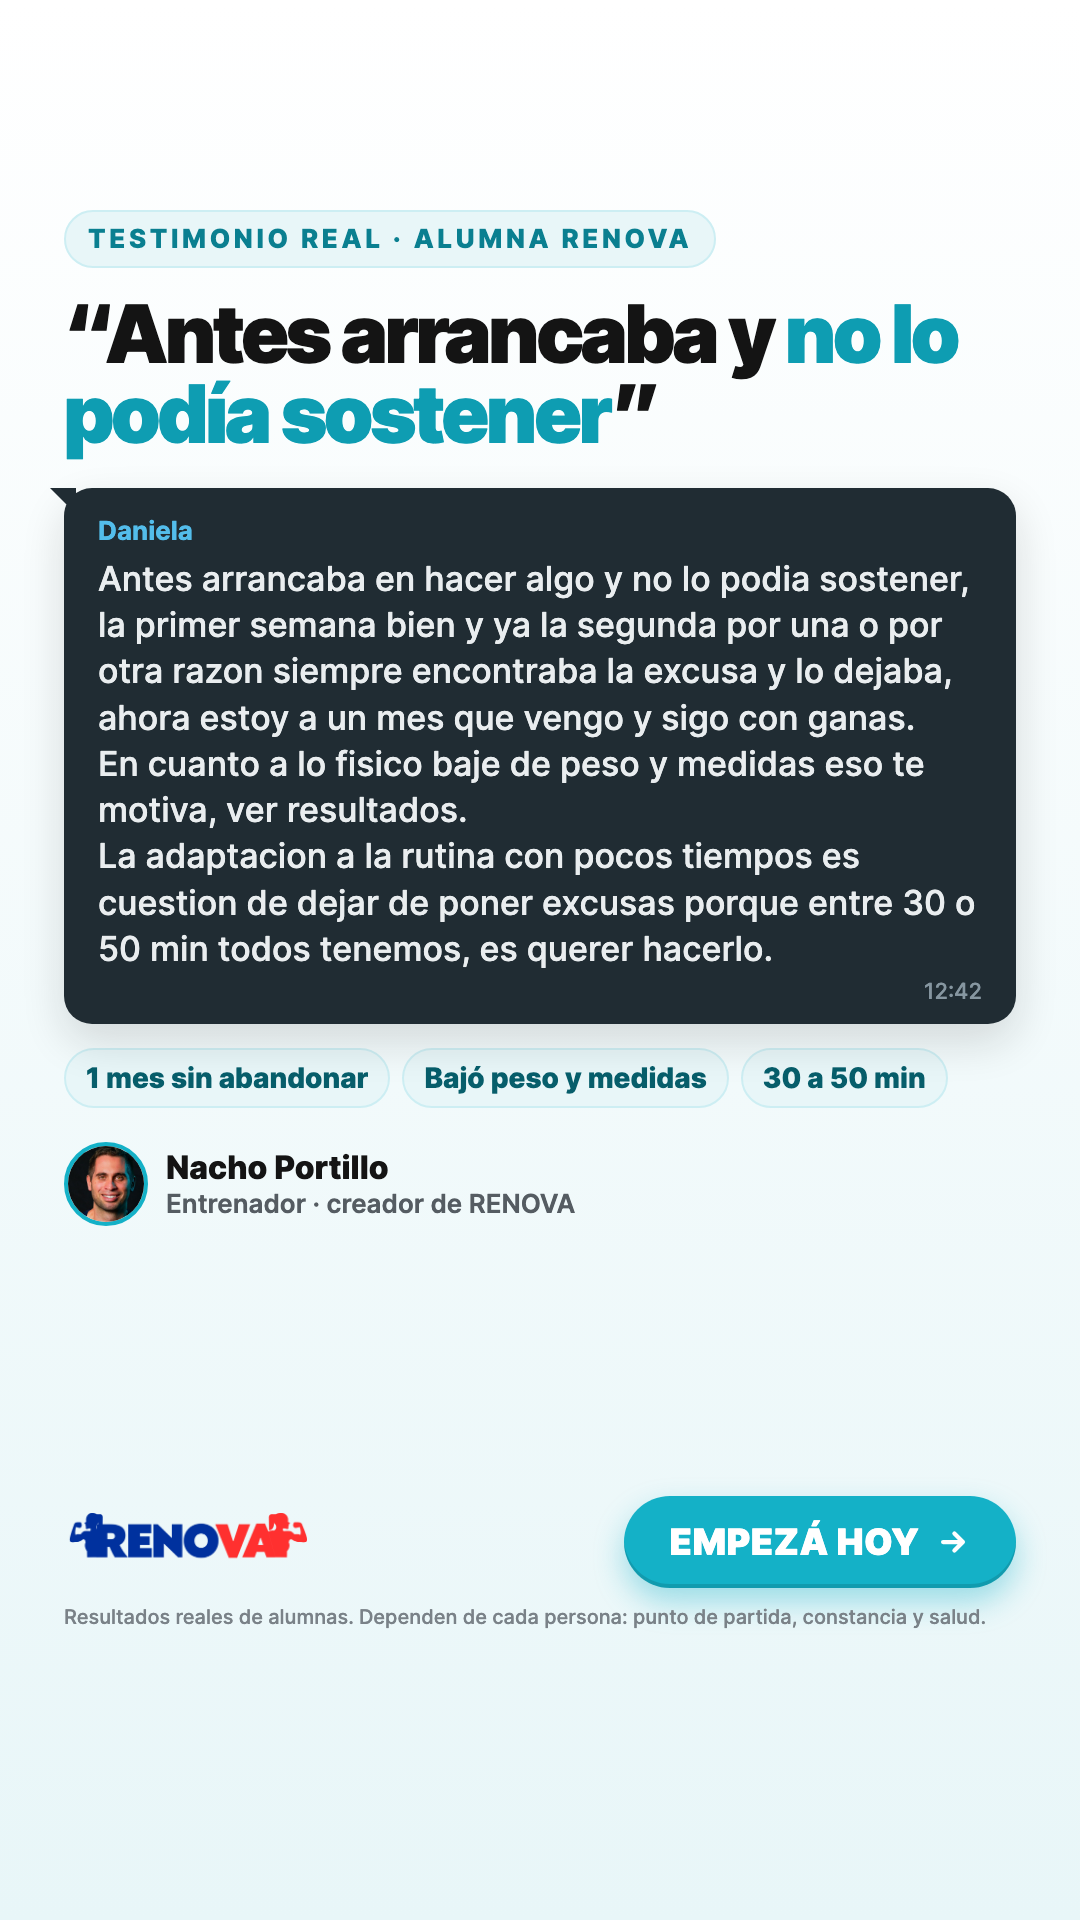 TESTIMONIO REAL · ALUMNA RENOVA
“Antes arrancaba y no lo
podía sostener”
Daniela
Antes arrancaba en hacer algo y no lo podia sostener,
la primer semana bien y ya la segunda por una o por
otra razon siempre encontraba la excusa y lo dejaba,
ahora estoy a un mes que vengo y sigo con ganas.
En cuanto a lo fisico baje de peso y medidas eso te
motiva, ver resultados.
La adaptacion a la rutina con pocos tiempos es
cuestion de dejar de poner excusas porque entre 30 o
50 min todos tenemos, es querer hacerlo.
12:42
1 mes sin abandonar
Bajó peso y medidas
30 a 50 min
Nacho Portillo
Entrenador · creador de RENOVA
RENOVA
EMPEZÁ HOY →
Resultados reales de alumnas. Dependen de cada persona: punto de partida, constancia y salud.